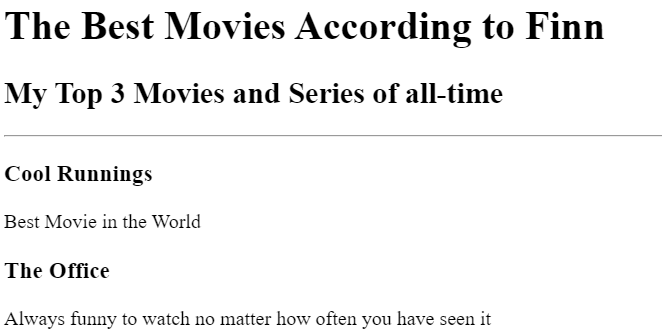 The Best Movies According to Finn
My Top 3 Movies and Series of all-time
Cool Runnings
Best Movie in the World
The Office
Always funny to watch no matter how often you have seen it